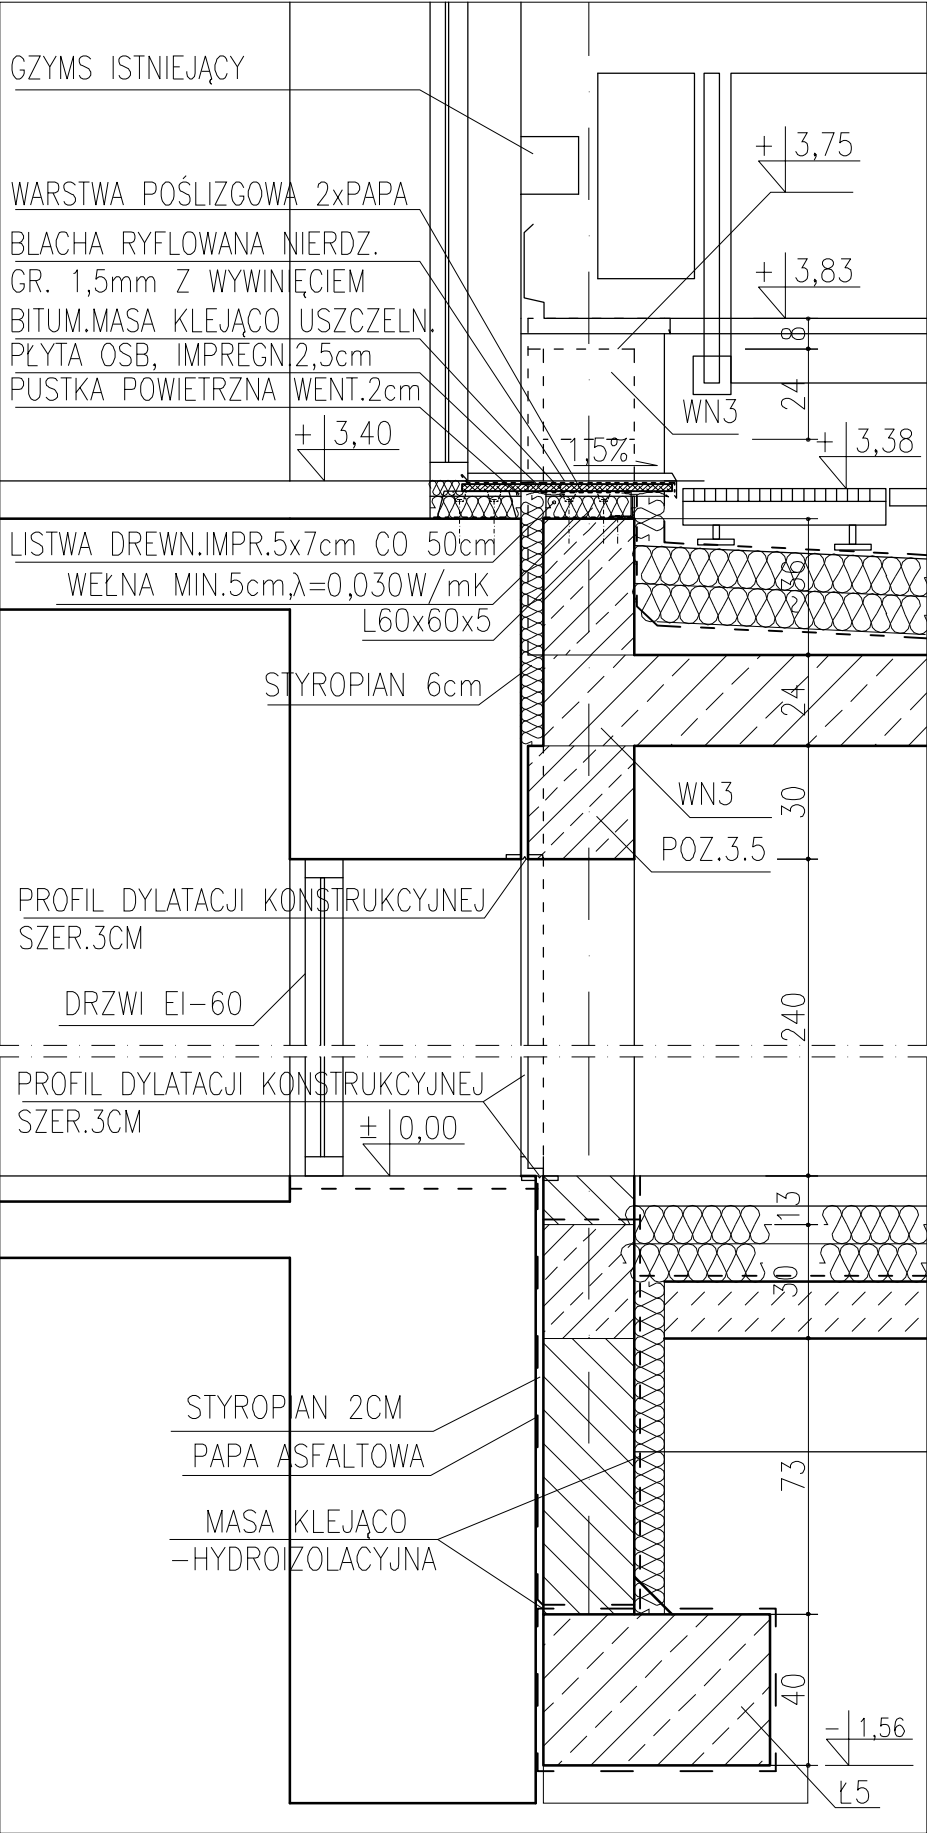 GZYMS ISTNIEJĄCY
+ 3,75
WARSTWA POŚLIZGOWA 2xPAPA
BLACHA RYFLOWANA NIERDZ.
GR. 1,5mm Z WYWINIĘCIEM
+ 3,83
BITUM.MASA KLEJĄCO USZCZELN.
PŁYTA OSB, IMPREGN.2,5cm
PUSTKA POWIETRZNA WENT.2cm
8
24
WN3
+ 3,40
1,5%
+ 3,38
LISTWA DREWN.IMPR.5x7cm CO 50cm
WEŁNA MIN.5cm,λ=0,030W/mK
L60x60x5
~36
STYROPIAN 6cm
24
WN3
30
POZ.3.5
PROFIL DYLATACJI KONSTRUKCYJNEJ
SZER.3CM
DRZWI EI-60
240
PROFIL DYLATACJI KONSTRUKCYJNEJ
SZER.3CM
± 0,00
13
30
STYROPIAN 2CM
PAPA ASFALTOWA
73
MASA KLEJĄCO
-HYDROIZOLACYJNA
40
- 1,56
Ł5